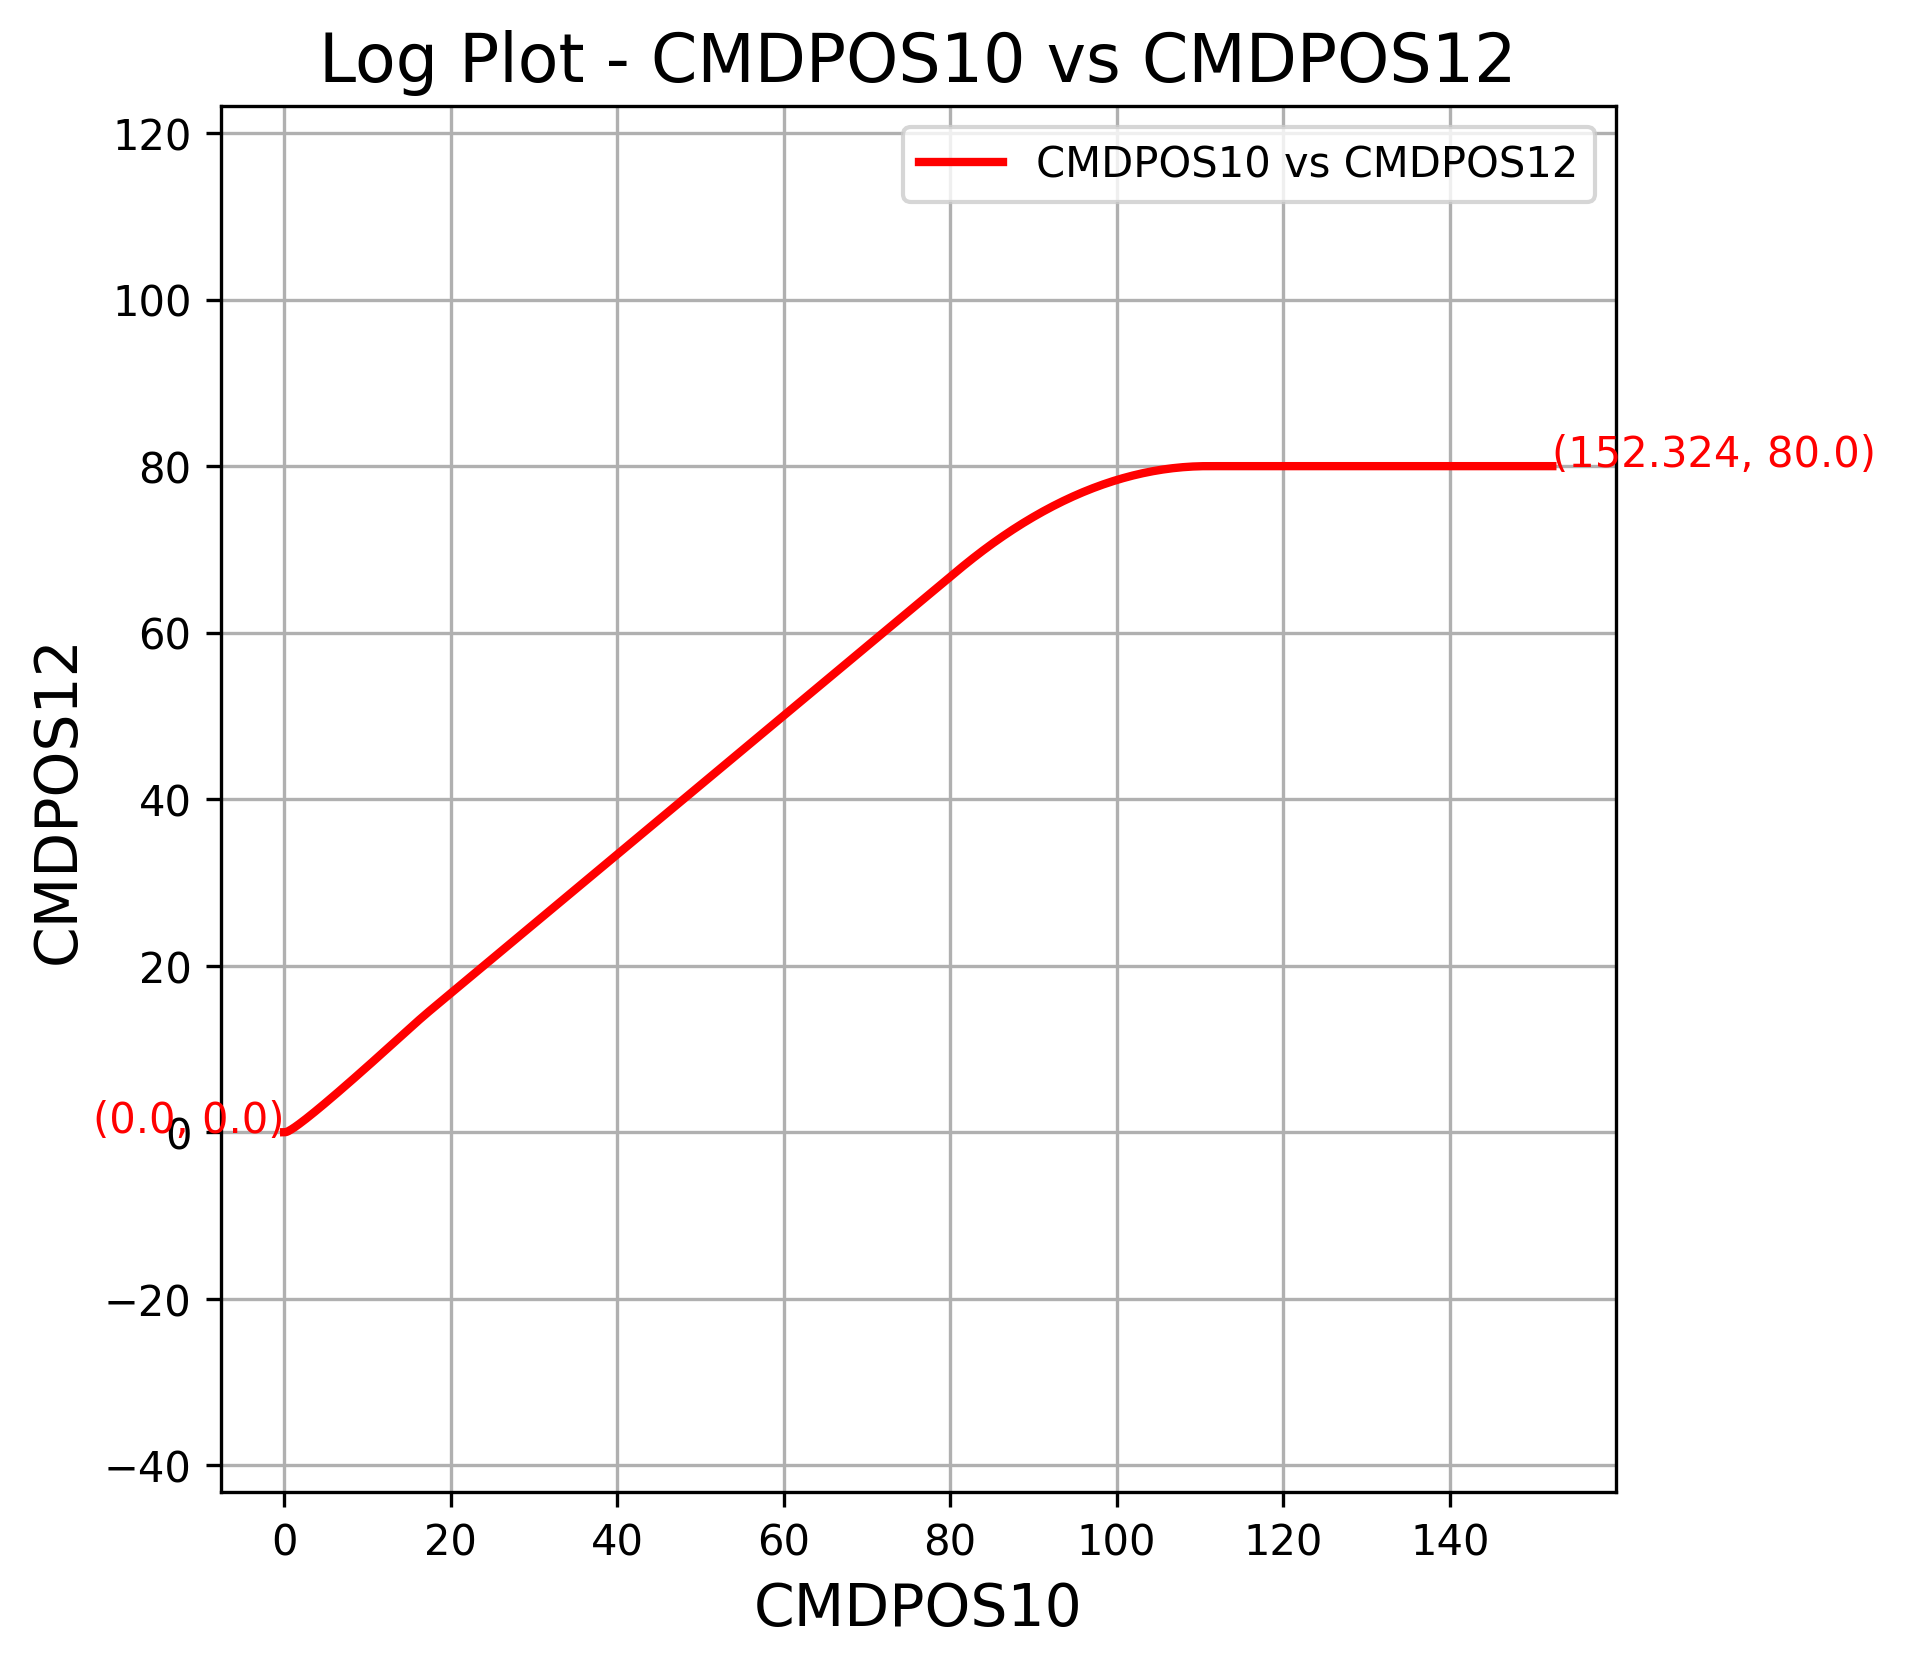 Log Plot - CMDPOS10 vs CMDPOS12
CMDPOS10 vs CMDPOS12
120
100
80
60
40
20
0
−20
−40
(152.324, 80.0)
(0.0, 0.0)
CMDPOS12
0 20 40 60 80 100 120 140
CMDPOS10